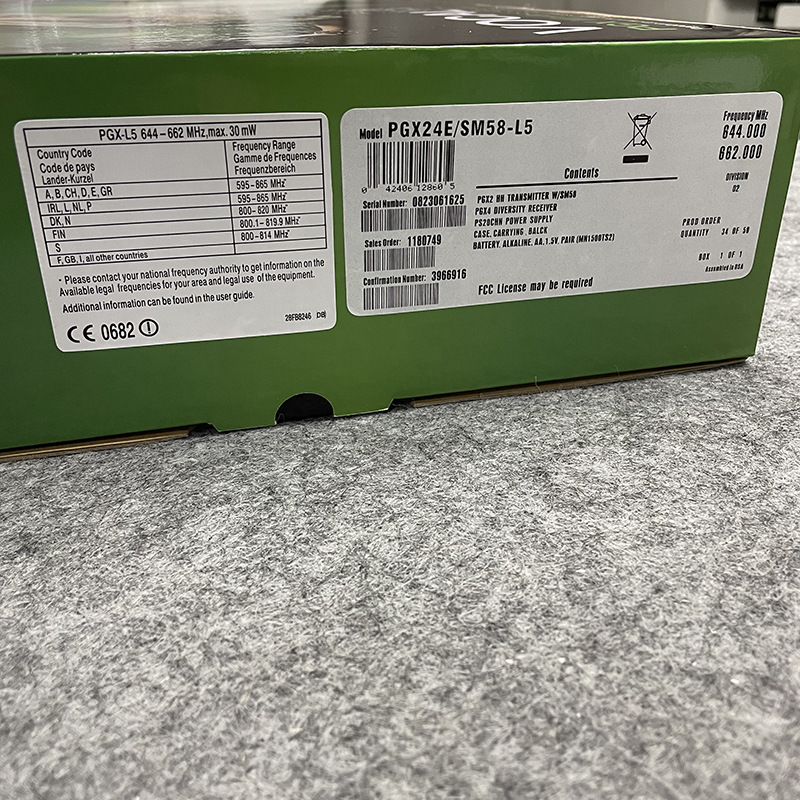 VOCAL
PGX-L5 644-662 MHz,max. 30 mW
Country Code
Code de pays
Lander-Kurzel
Frequency Range
Gamme de Frequences
Frequenzbereich
A, B, CH, D, E, GR
595-865 MHz*
IRL, L, NL, P
595-865 MHz*
DK, N
800-820 MHz*
FIN
800.1-819.9 MHz*
S
800-814 MHz*
F, GB, I, all other countries
· Please contact your national frequency authority to get information on the
Available legal frequencies for your area and legal use of the equipment.
Additional information can be found in the user guide.
28FB8246
CE 0682
Model PGX24E/SM58-L5
0 42406 12860 5
Serial Number: 0823061625
Sales Order: 1180749
Confirmation Number: 3966916
Contents
PGX2 HH TRANSMITTER W/SM58
PGX4 DIVERSITY RECEIVER
PS20CHN POWER SUPPLY
CASE, CARRYING, BALCK
BATTERY, ALKALINE, AA, 1.5V, PAIR (MN1500TS2)
FCC License may be required
Frequency MHz
644.000
662.000
DIVISION
02
PROD ORDER
QUANTITY 34 OF 50
BOX 1 OF 1
Assembled in USA